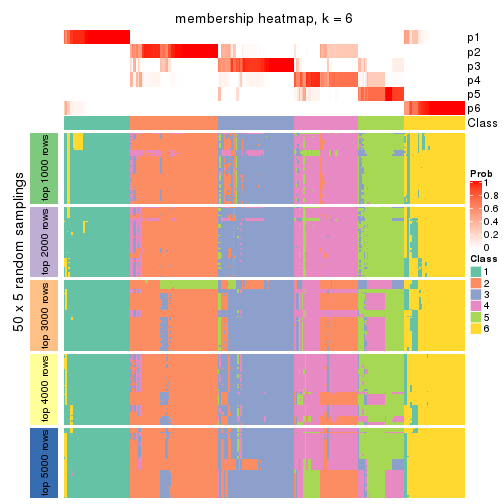 membership heatmap, k = 6
p1
p2
p3
p4
p5
p6
Class
50 x 5 random samplings
top 1000 rows
top 2000 rows
top 3000 rows
top 4000 rows
top 5000 rows
Prob
1
0.8
0.6
0.4
0.2
0
Class
1
2
3
4
5
6